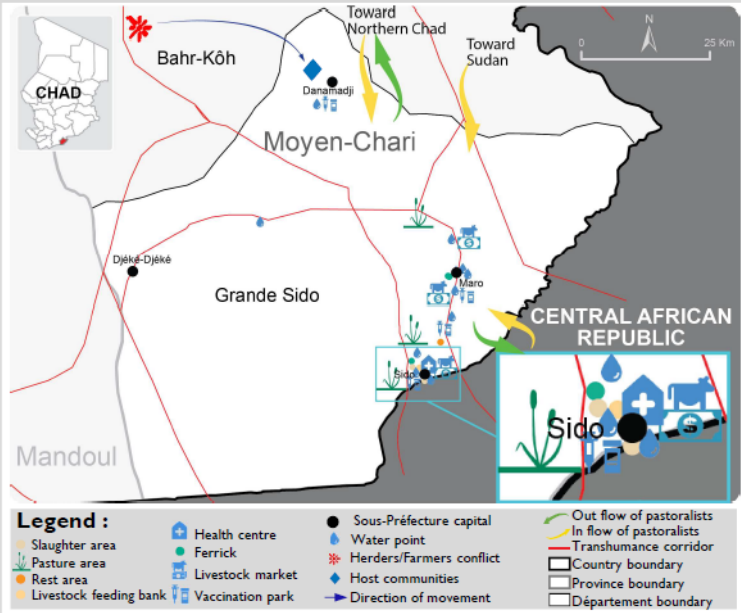 Toward
Northern Chad
Toward
Sudan
N
0
25 Km
Bahr-Kôh
CHAD
Danamadji
Moyen-Chari
Djéké-Djéké
Maro
Grande Sido
CENTRAL AFRICAN
REPUBLIC
Sido
Sido
Mandoul
Legend :
Slaughter area
Pasture area
Rest area
Livestock feeding bank
Health centre
Ferrick
Livestock market
Vaccination park
Sous-Préfecture capital
Water point
Herders/Farmers conflict
Host communities
Direction of movement
Out flow of pastoralists
In flow of pastoralists
Transhumance corridor
Country boundary
Province boundary
Département boundary